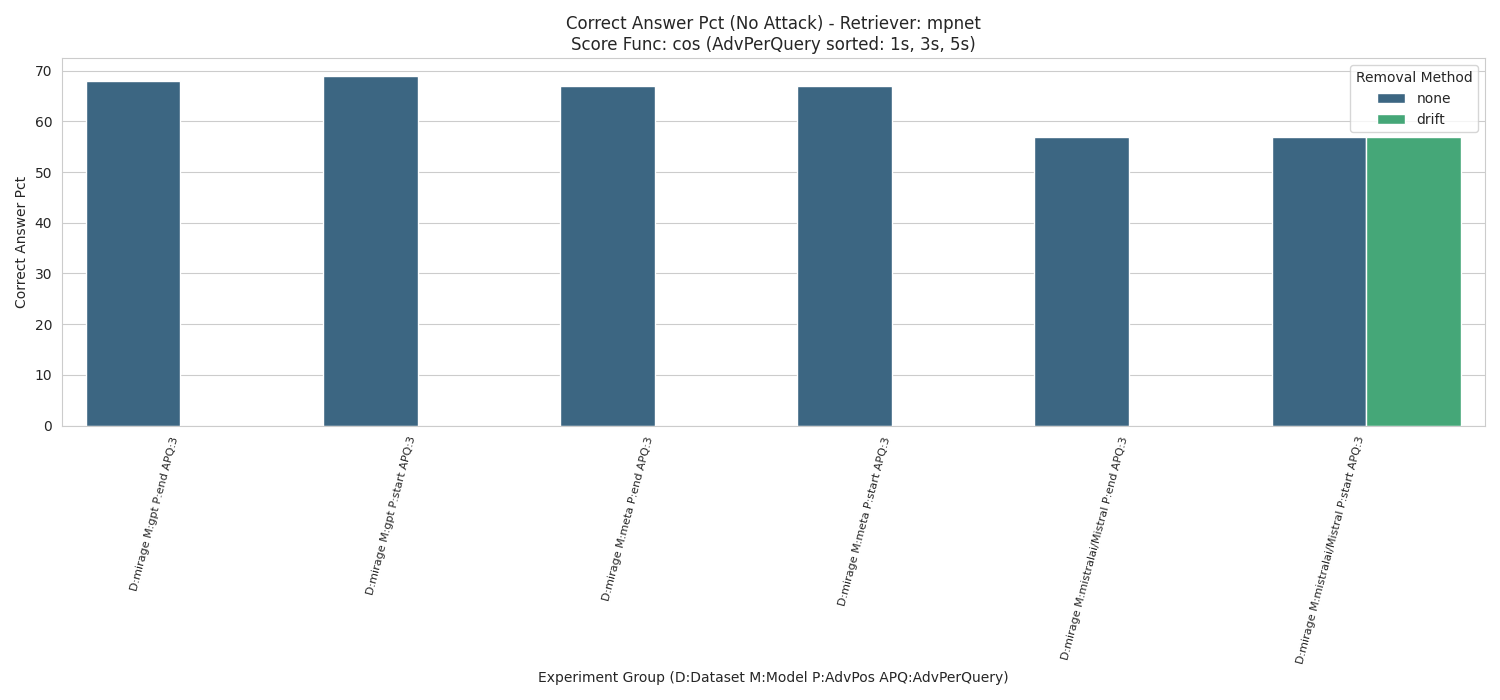 Correct Answer Pct (No Attack) - Retriever: mpnet
Score Func: cos (AdvPerQuery sorted: 1s, 3s, 5s)
Removal Method
none
drift
Correct Answer Pct
70
60
50
40
30
20
10
0
D:mirage M:gpt P:end APQ:3
D:mirage M:gpt P:start APQ:3
D:mirage M:meta P:end APQ:3
D:mirage M:meta P:start APQ:3
D:mirage M:mistralai/Mistral P:end APQ:3
D:mirage M:mistralai/Mistral P:start APQ:3
Experiment Group (D:Dataset M:Model P:AdvPos APQ:AdvPerQuery)